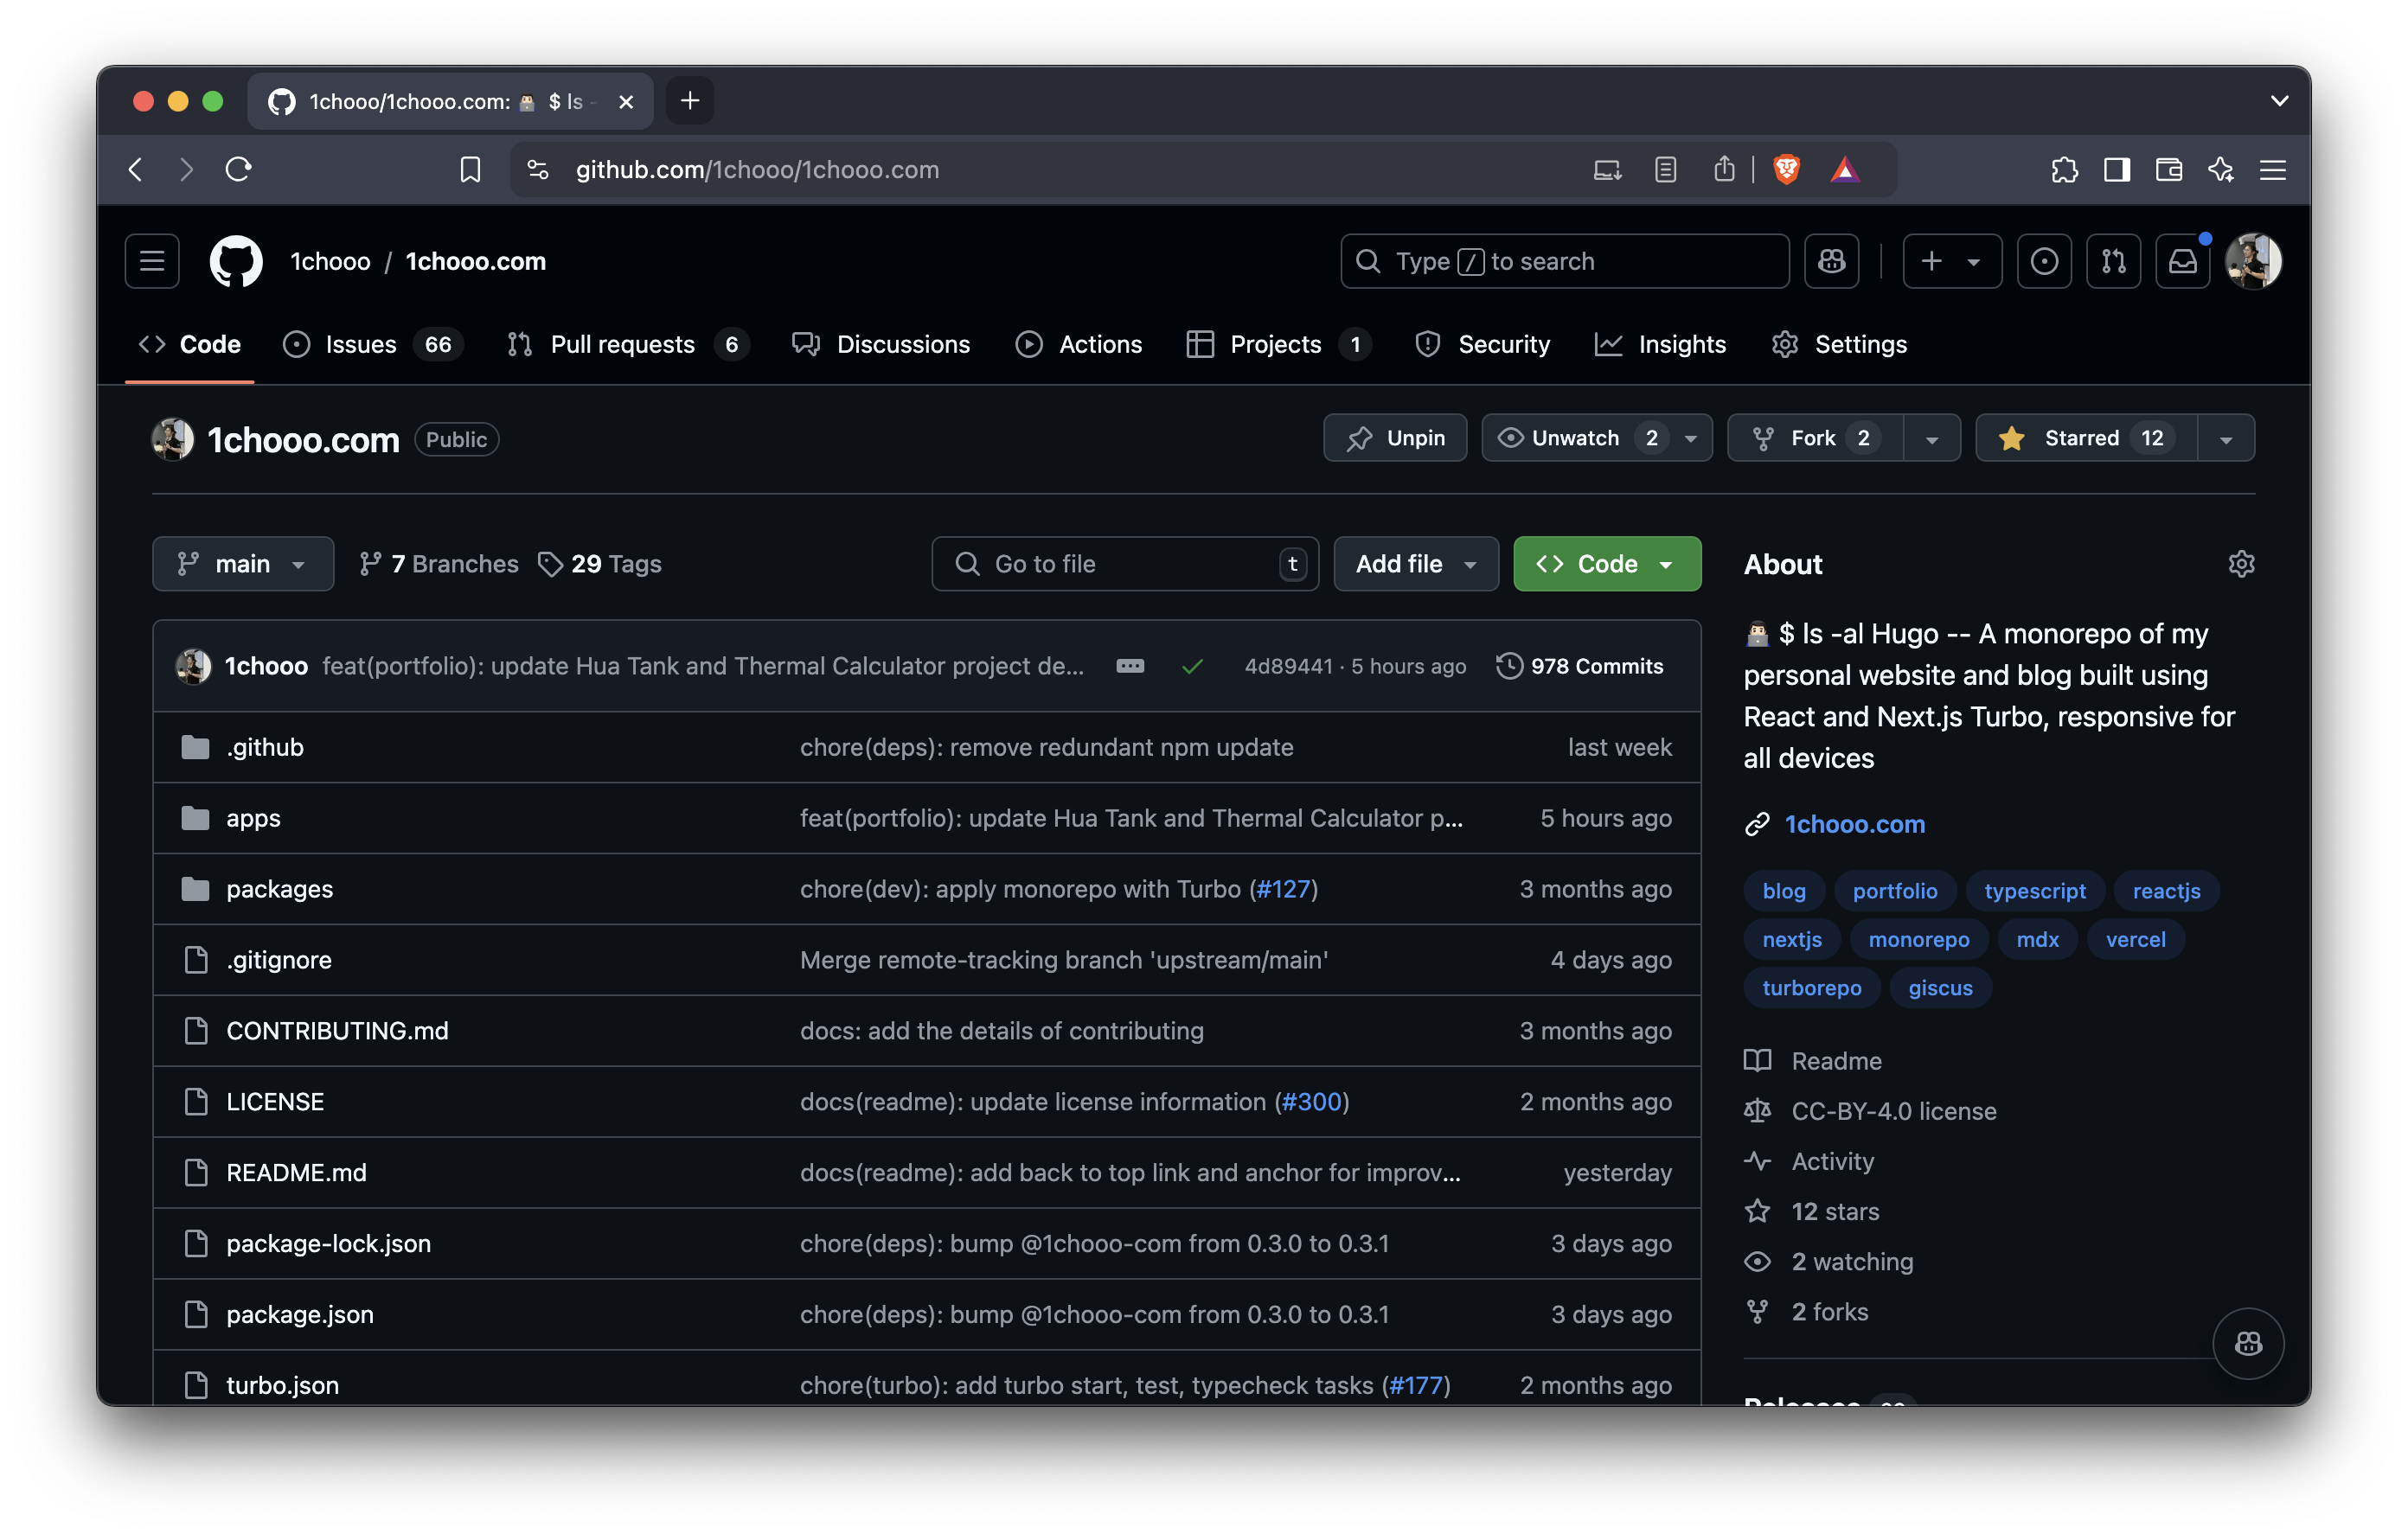 1chooo/1chooo.com: 👨🏻‍💻 $ ls -
github.com/1chooo/1chooo.com
1chooo / 1chooo.com
Type / to search
Code
Issues 66
Pull requests 6
Discussions
Actions
Projects 1
Security
Insights
Settings
1chooo.com Public
Unpin
Unwatch 2
Fork 2
Starred 12
main
7 Branches
29 Tags
Go to file t
Add file
Code
1chooo feat(portfolio): update Hua Tank and Thermal Calculator project de... 4d89441 · 5 hours ago 978 Commits
.github chore(deps): remove redundant npm update last week
apps feat(portfolio): update Hua Tank and Thermal Calculator p... 5 hours ago
packages chore(dev): apply monorepo with Turbo (#127) 3 months ago
.gitignore Merge remote-tracking branch 'upstream/main' 4 days ago
CONTRIBUTING.md docs: add the details of contributing 3 months ago
LICENSE docs(readme): update license information (#300) 2 months ago
README.md docs(readme): add back to top link and anchor for improv... yesterday
package-lock.json chore(deps): bump @1chooo-com from 0.3.0 to 0.3.1 3 days ago
package.json chore(deps): bump @1chooo-com from 0.3.0 to 0.3.1 3 days ago
turbo.json chore(turbo): add turbo start, test, typecheck tasks (#177) 2 months ago
About
👨🏻‍💻 $ ls -al Hugo -- A monorepo of my
personal website and blog built using
React and Next.js Turbo, responsive for
all devices
1chooo.com
blog portfolio typescript reactjs
nextjs monorepo mdx vercel
turborepo giscus
Readme
CC-BY-4.0 license
Activity
12 stars
2 watching
2 forks